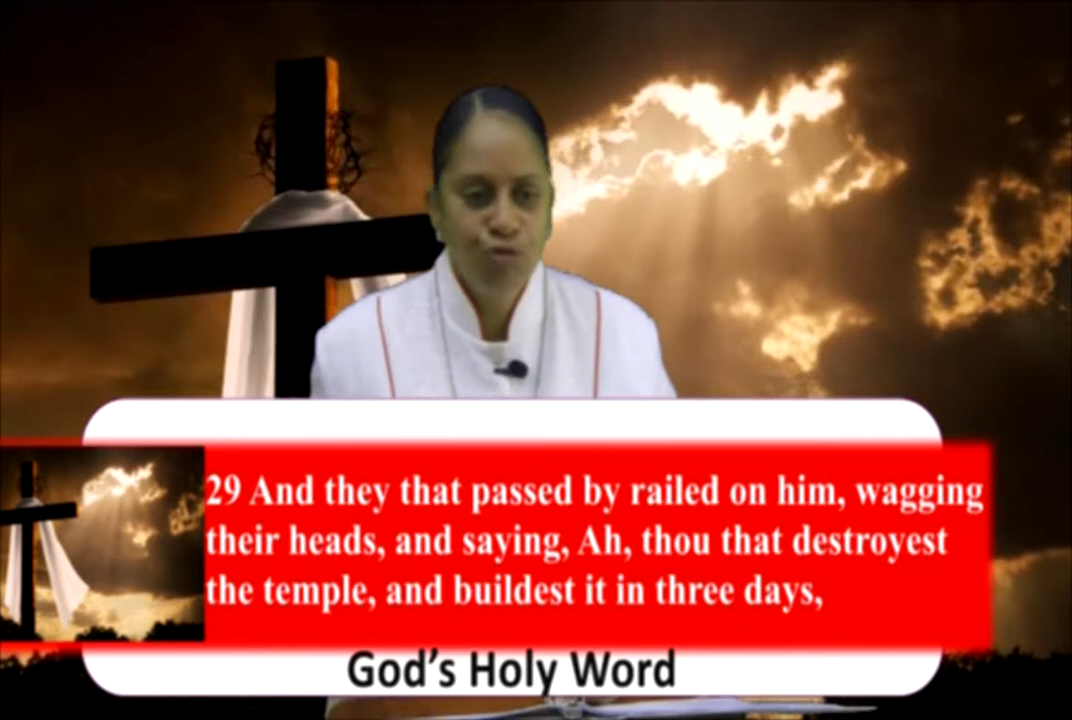 29 And they that passed by railed on him, wagging
their heads, and saying, Ah, thou that destroyest
the temple, and buildest it in three days,
God's Holy Word